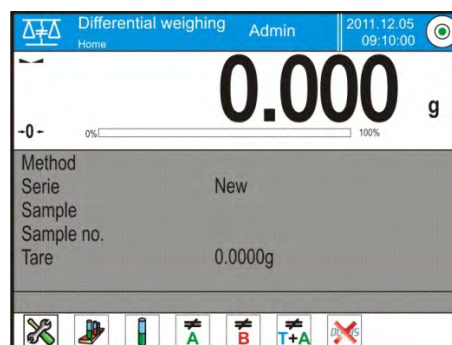 Differential weighing Admin 2011.12.05
Home 09:10:00
0.000 g
→0← 0% 100%
Method
Serie New
Sample
Sample no.
Tare 0.0000g
A B T+A